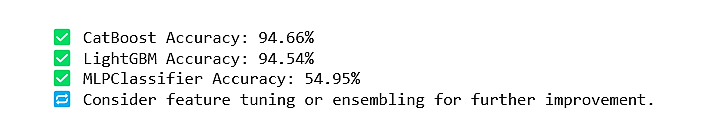 ✅ CatBoost Accuracy: 94.66%
✅ LightGBM Accuracy: 94.54%
✅ MLPClassifier Accuracy: 54.95%
🔁 Consider feature tuning or ensembling for further improvement.